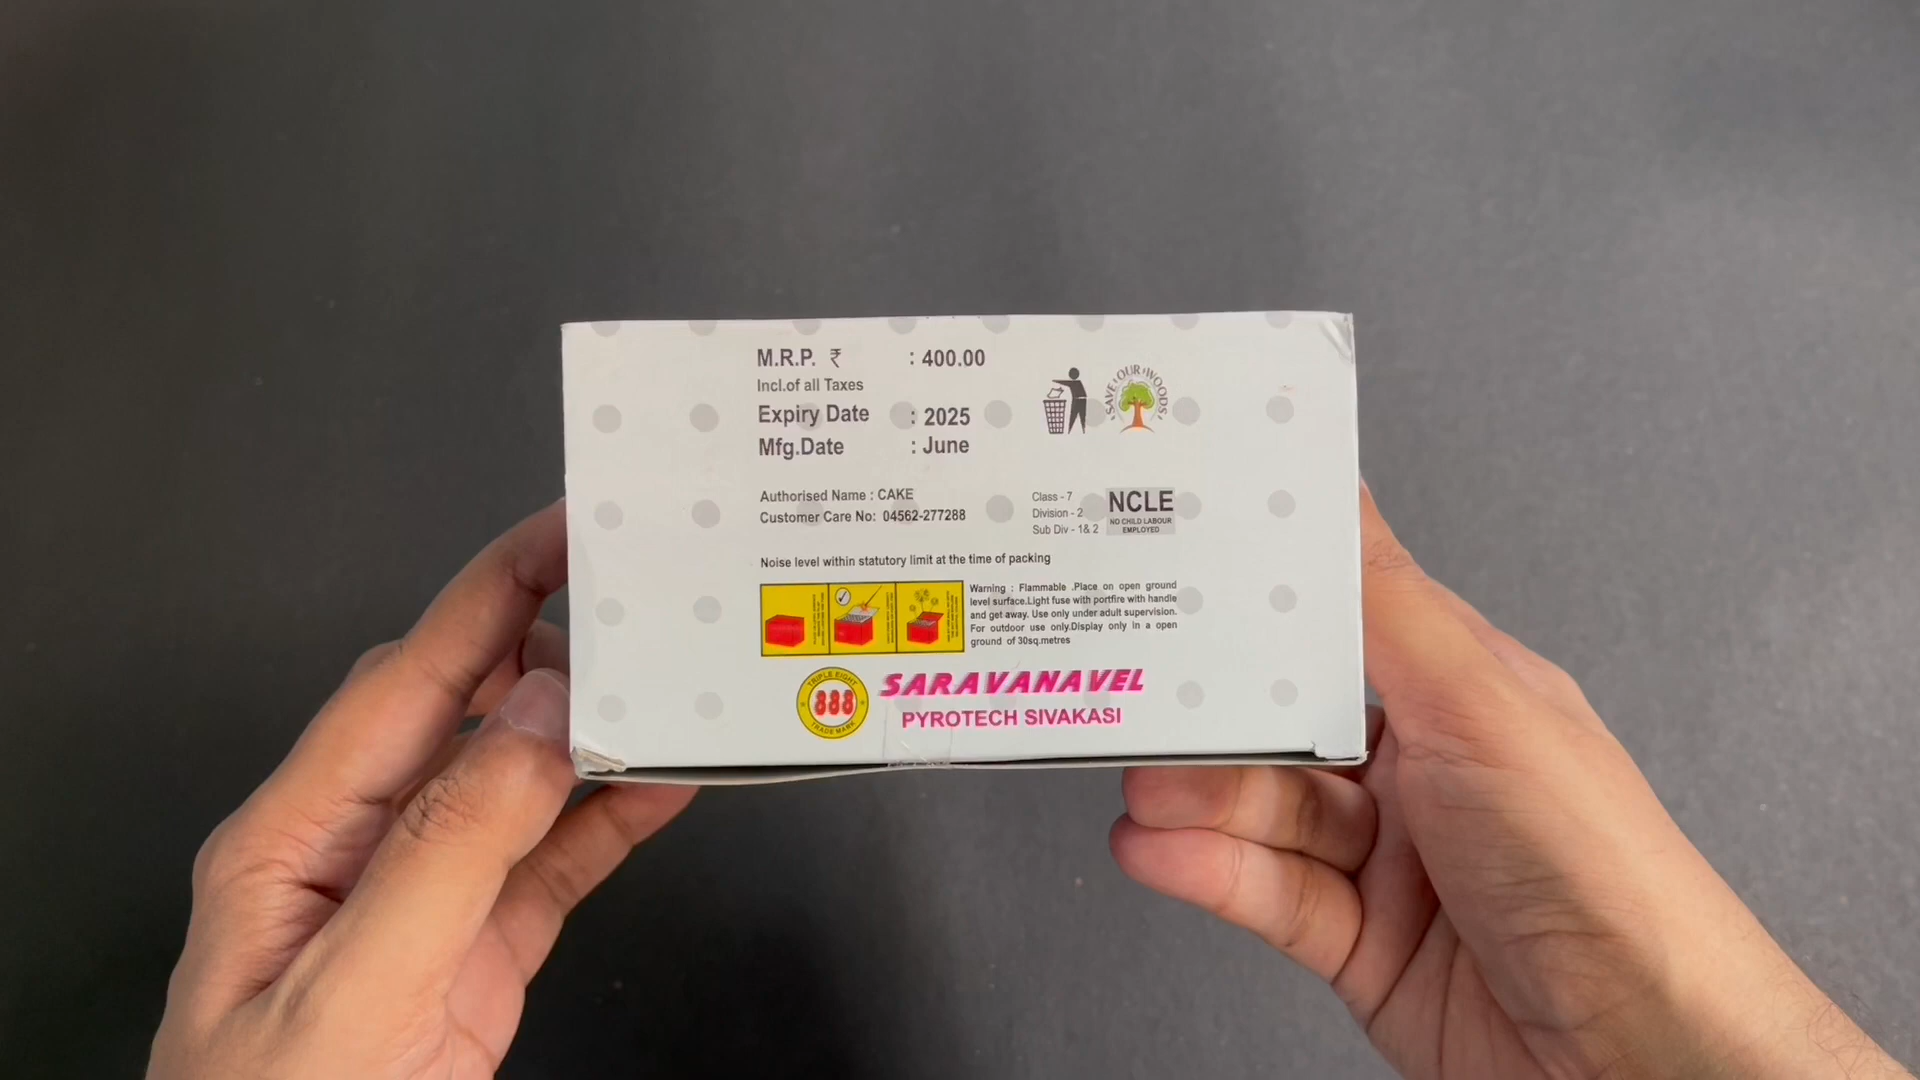 M.R.P. ₹ : 400.00
Incl.of all Taxes
Expiry Date : 2025
Mfg.Date : June
SAVE OUR WOODS
Authorised Name : CAKE
Customer Care No: 04562-277288
Class - 7
Division - 2
Sub Div - 1& 2
NCLE
NO CHILD LABOUR
EMPLOYED
Noise level within statutory limit at the time of packing
Warning : Flammable .Place on open ground
level surface.Light fuse with portfire with handle
and get away. Use only under adult supervision.
For outdoor use only.Display only in a open
ground of 30sq.metres
TRIPLE EIGHT
888
TRADE MARK
SARAVANAVEL
PYROTECH SIVAKASI